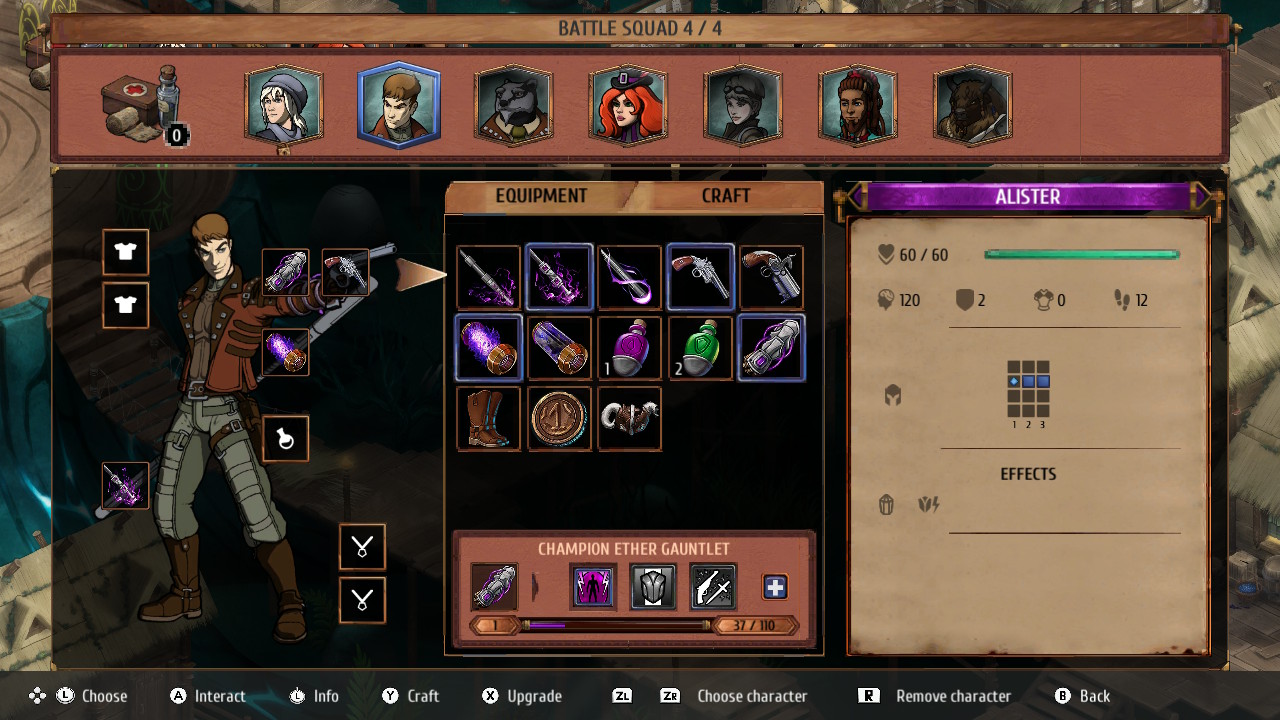 BATTLE SQUAD 4 / 4
0
EQUIPMENT
CRAFT
ALISTER
60 / 60
120
2
0
12
1
2
1 2 3
EFFECTS
CHAMPION ETHER GAUNTLET
1
37 / 110
L Choose
A Interact
L Info
Y Craft
X Upgrade
ZL ZR Choose character
R Remove character
B Back